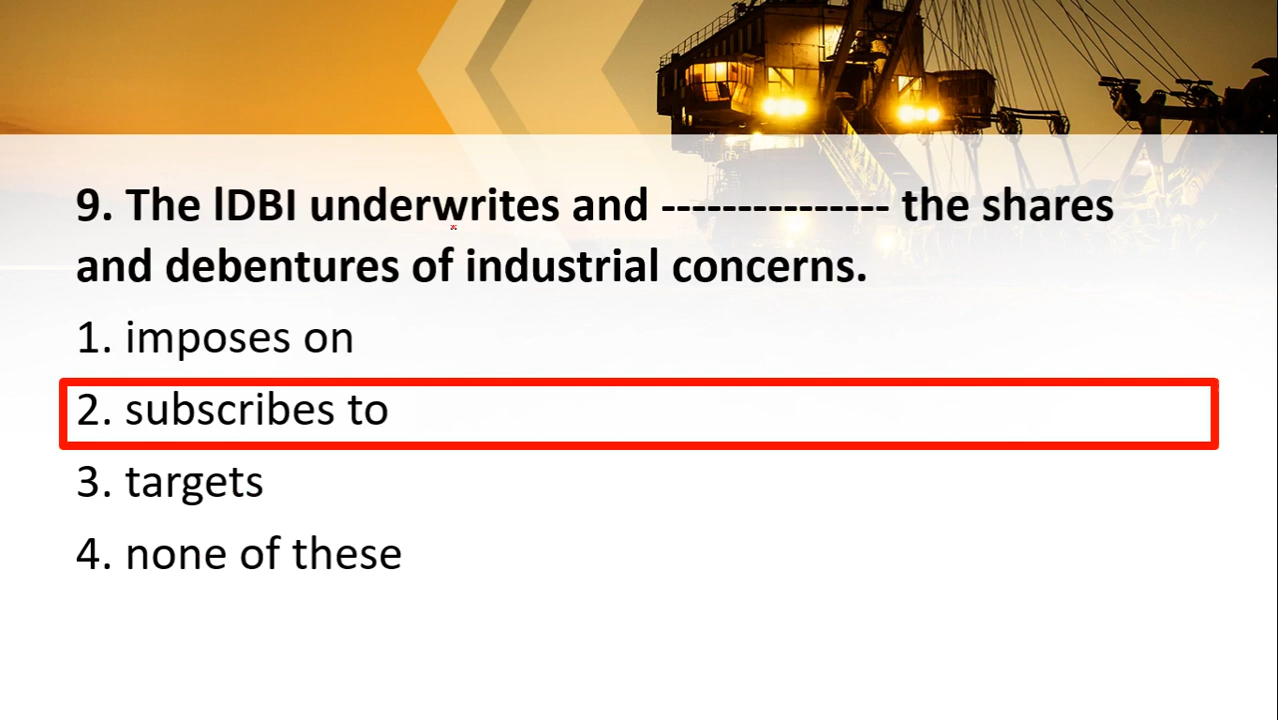 9. The lDBI underwrites and --------------- the shares
and debentures of industrial concerns.
1. imposes on
2. subscribes to
3. targets
4. none of these